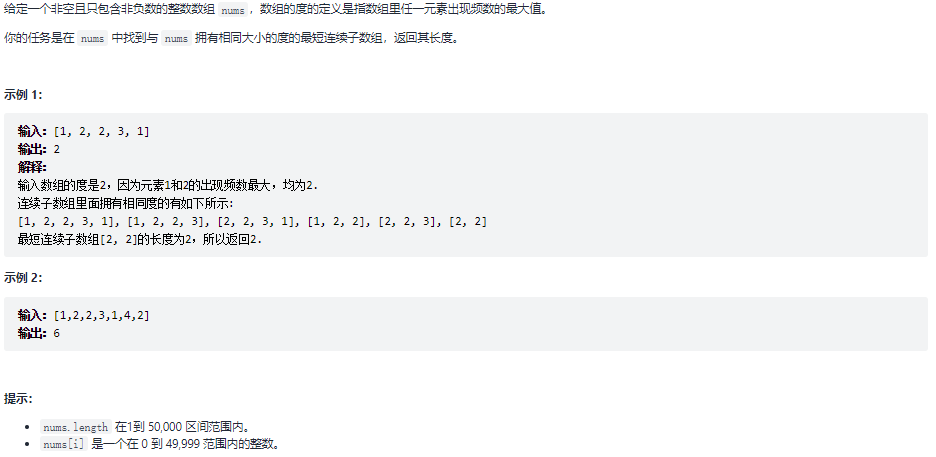 给定一个非空且只包含非负数的整数数组 nums，数组的度的定义是指数组里任一元素出现频数的最大值。
你的任务是在 nums 中找到与 nums 拥有相同大小的度的最短连续子数组，返回其长度。
示例 1：
输入：[1, 2, 2, 3, 1]
输出：2
解释：
输入数组的度是2，因为元素1和2的出现频数最大，均为2.
连续子数组里面拥有相同度的有如下所示:
[1, 2, 2, 3, 1], [1, 2, 2, 3], [2, 2, 3, 1], [1, 2, 2], [2, 2, 3], [2, 2]
最短连续子数组[2, 2]的长度为2，所以返回2.
示例 2：
输入：[1,2,2,3,1,4,2]
输出：6
提示：
• nums.length 在1到 50,000 区间范围内。
• nums[i] 是一个在 0 到 49,999 范围内的整数。